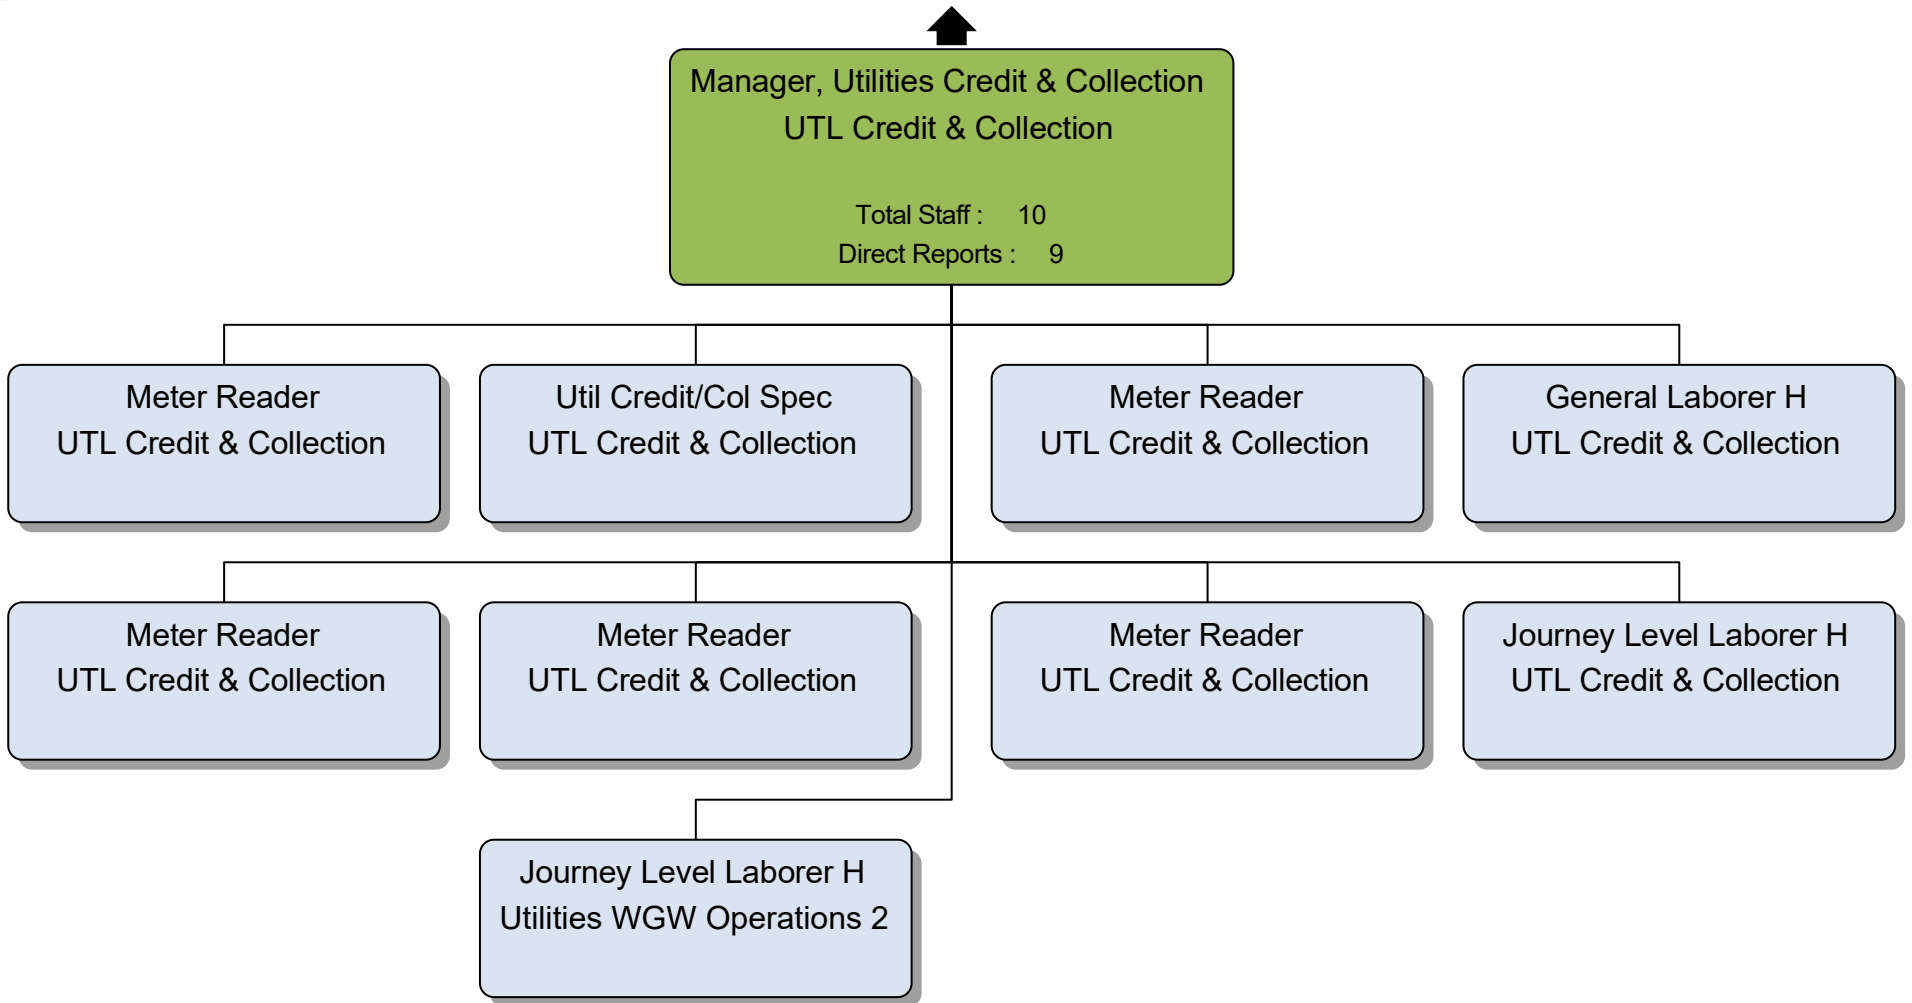 Manager, Utilities Credit & Collection
UTL Credit & Collection
Total Staff : 10
Direct Reports : 9
Meter Reader
UTL Credit & Collection
Util Credit/Col Spec
UTL Credit & Collection
Meter Reader
UTL Credit & Collection
General Laborer H
UTL Credit & Collection
Meter Reader
UTL Credit & Collection
Meter Reader
UTL Credit & Collection
Meter Reader
UTL Credit & Collection
Journey Level Laborer H
UTL Credit & Collection
Journey Level Laborer H
Utilities WGW Operations 2